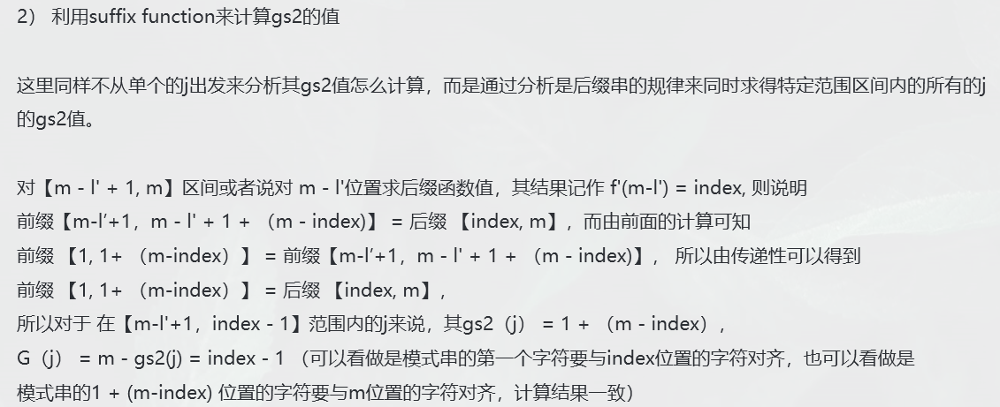 2） 利用suffix function来计算gs2的值
这里同样不从单个的j出发来分析其gs2值怎么计算，而是通过分析是后缀串的规律来同时求得特定范围区间内的所有的j
的gs2值。
对【m - l' + 1, m】区间或者说对 m - l'位置求后缀函数值，其结果记作 f'(m-l') = index, 则说明
前缀【m-l’+1，m - l' + 1 + （m - index)】 = 后缀 【index, m】，而由前面的计算可知
前缀 【1, 1+ （m-index）】 = 前缀【m-l’+1，m - l' + 1 + （m - index)】， 所以由传递性可以得到
前缀 【1, 1+ （m-index）】 = 后缀 【index, m】，
所以对于 在【m-l'+1，index - 1】范围内的j来说，其gs2（j） = 1 + （m - index），
G（j） = m - gs2(j) = index - 1 （可以看做是模式串的第一个字符要与index位置的字符对齐，也可以看做是
模式串的1 + (m-index) 位置的字符要与m位置的字符对齐，计算结果一致）